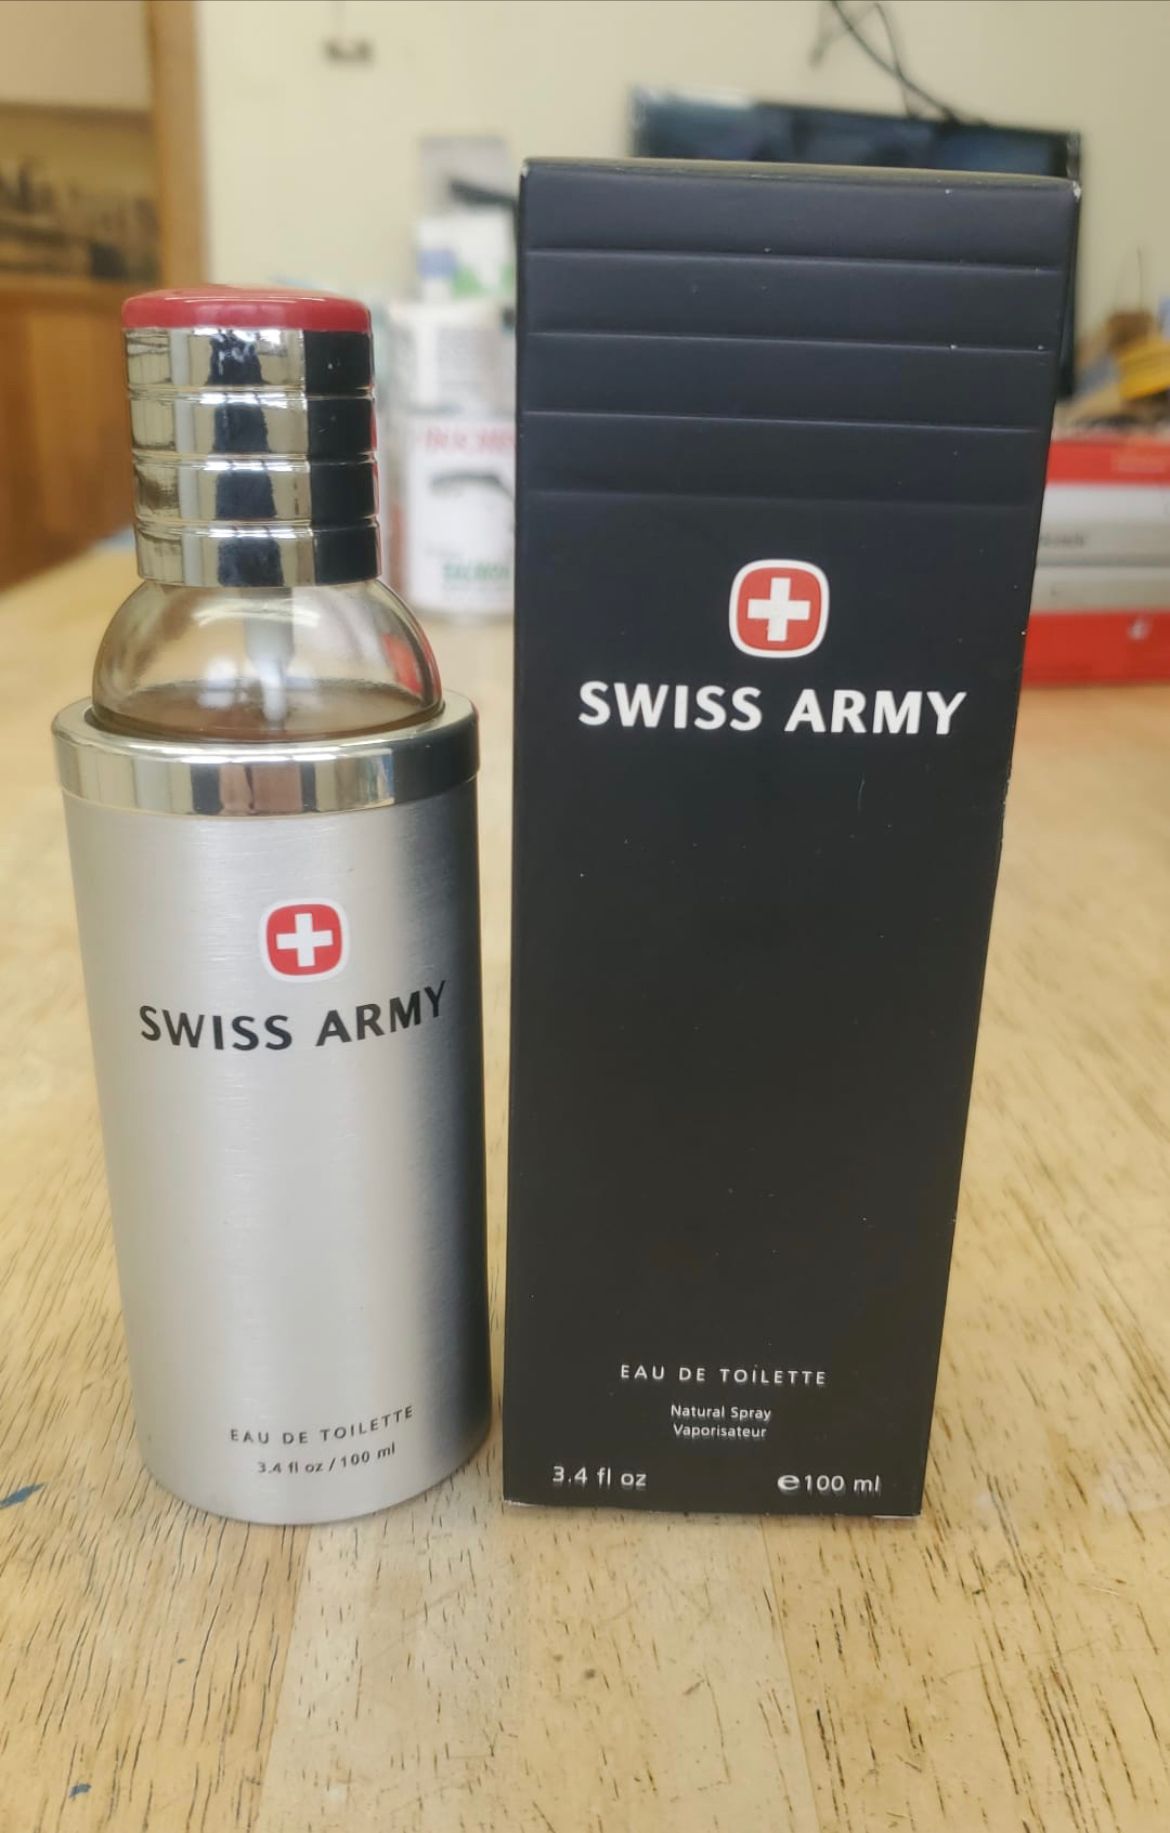 SWISS ARMY
EAU DE TOILETTE
3.4 fl oz / 100 ml
SWISS ARMY
EAU DE TOILETTE
Natural Spray
Vaporisateur
3.4 fl oz ℮100 ml